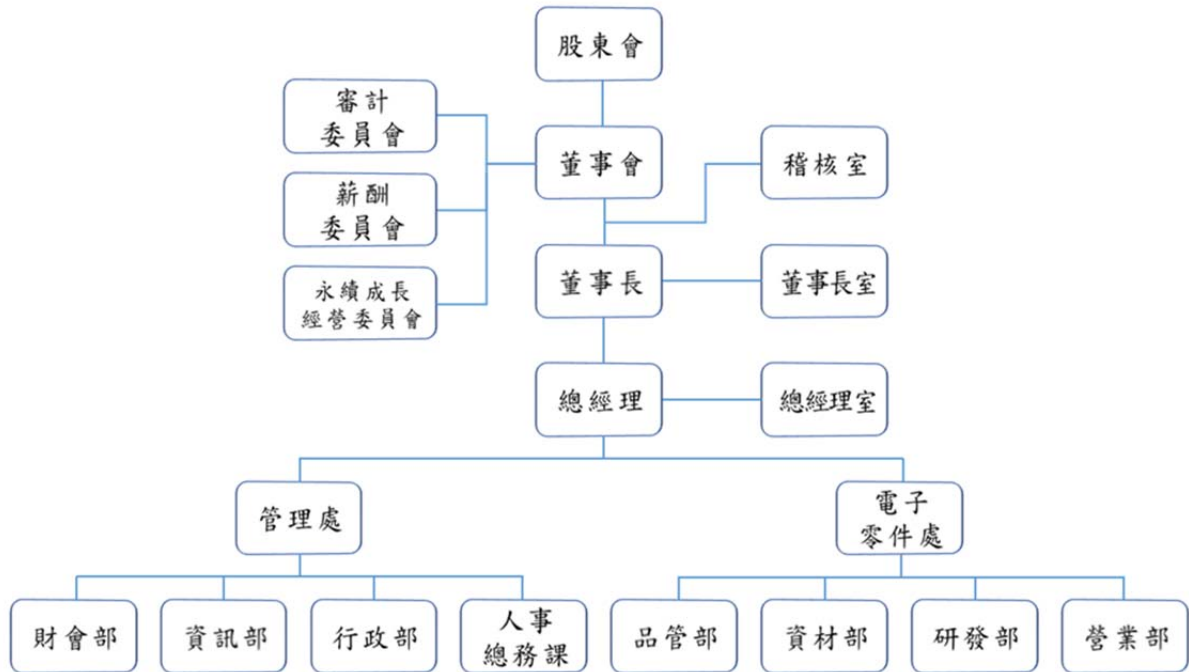 股東會
審計
委員會
董事會
稽核室
薪酬
委員會
永續成長
經營委員會
董事長
董事長室
總經理
總經理室
管理處
電子
零件處
財會部
資訊部
行政部
人事
總務課
品管部
資材部
研發部
營業部